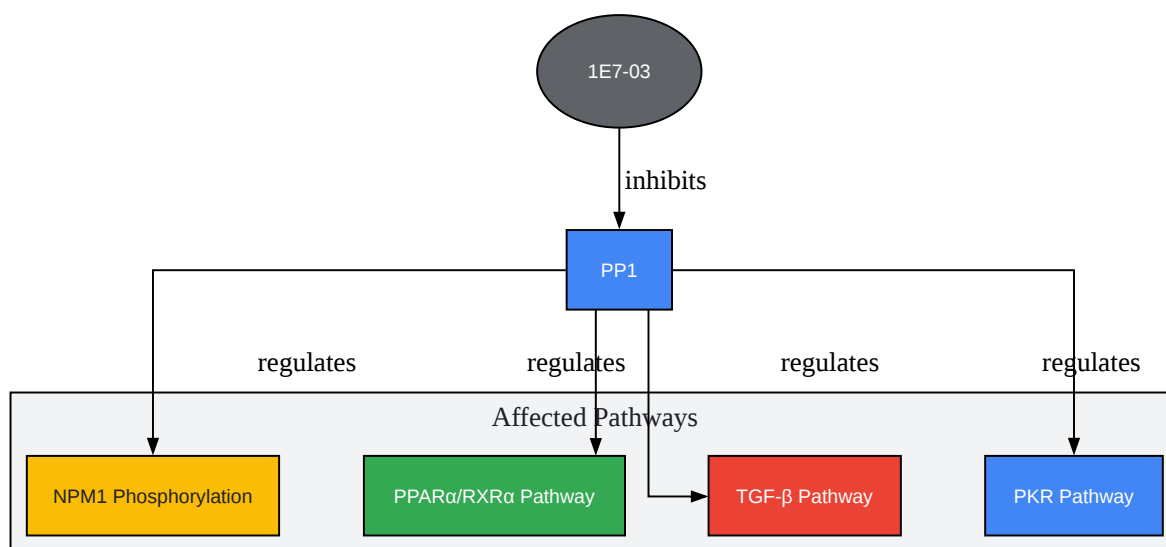 1E7-03
inhibits
PP1
regulates
regulates
regulates
regulates
Affected Pathways
NPM1 Phosphorylation
PPARα/RXRα Pathway
TGF-β Pathway
PKR Pathway